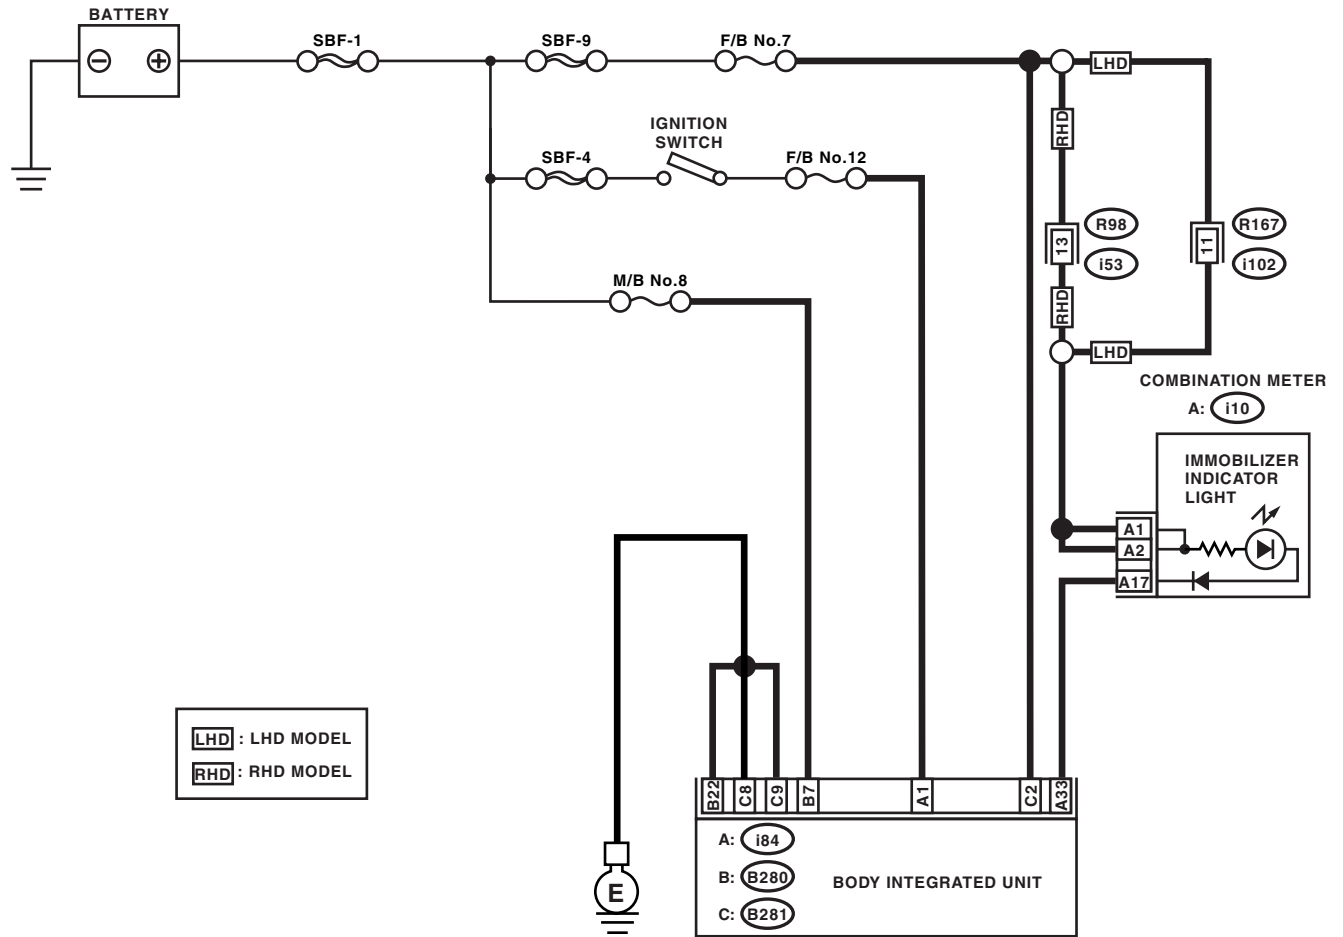 BATTERY
SBF-1
SBF-9
F/B No.7
LHD
RHD
IGNITION
SWITCH
SBF-4
F/B No.12
R98
R167
13
11
i53
i102
M/B No.8
RHD
LHD
COMBINATION METER
A: i10
IMMOBILIZER
INDICATOR
LIGHT
A1
A2
A17
LHD : LHD MODEL
RHD : RHD MODEL
B22
C8
C9
B7
A1
C2
A33
A: i84
B: B280
BODY INTEGRATED UNIT
C: B281
E